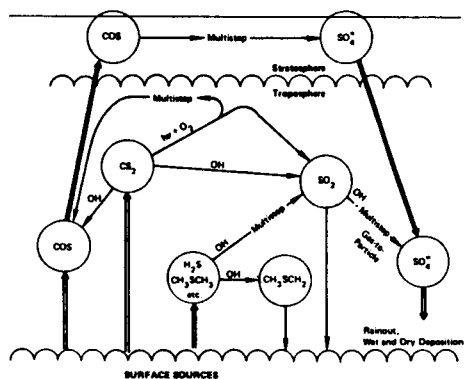 COS
Multistep
SO₄⁼
Stratosphere
Troposphere
Multistep
hν + O₂
CS₂
OH
SO₂
OH
OH
Multistep
Gas-to-
Particle
COS
OH
Multistep
H₂S
CH₃SCH₃
etc
OH
CH₃SCH₂
SO₄⁼
Rainout,
Wet and Dry Deposition
SURFACE SOURCES